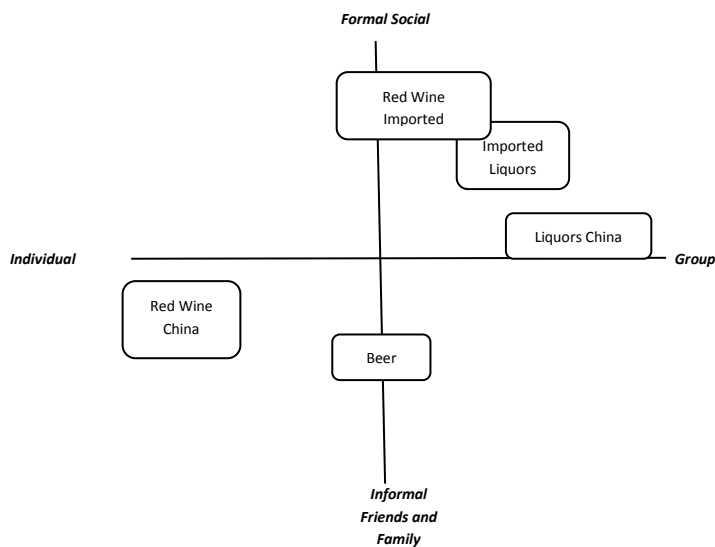 Formal Social
Red Wine
Imported
Imported
Liquors
Liquors China
Individual
Group
Red Wine
China
Beer
Informal
Friends and
Family